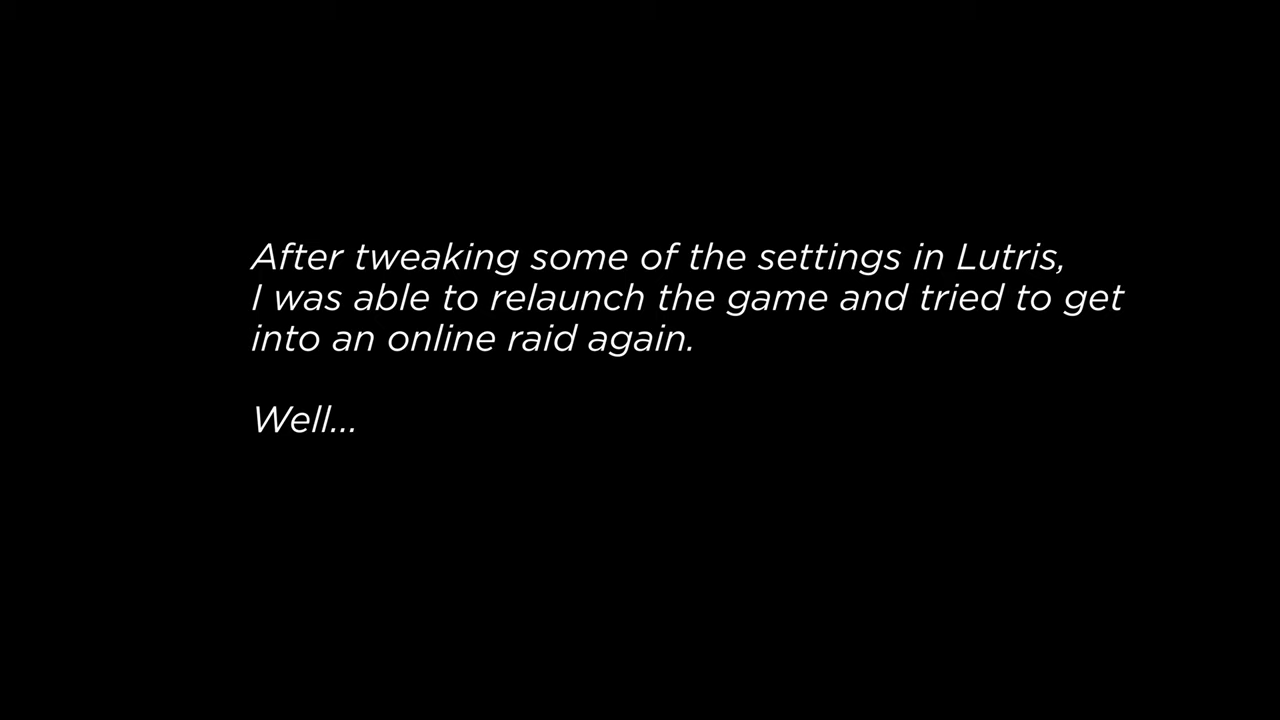 After tweaking some of the settings in Lutris,
I was able to relaunch the game and tried to get
into an online raid again.
Well...